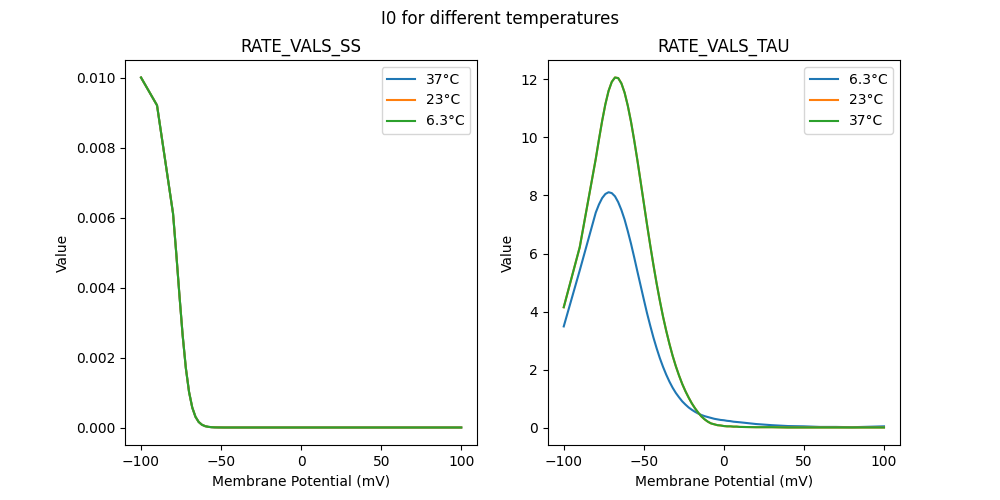 I0 for different temperatures
RATE_VALS_SS
RATE_VALS_TAU
37°C
23°C
6.3°C
6.3°C
23°C
37°C
Value
0.010
0.008
0.006
0.004
0.002
0.000
−100
−50
0
50
100
Membrane Potential (mV)
Value
12
10
8
6
4
2
0
−100
−50
0
50
100
Membrane Potential (mV)